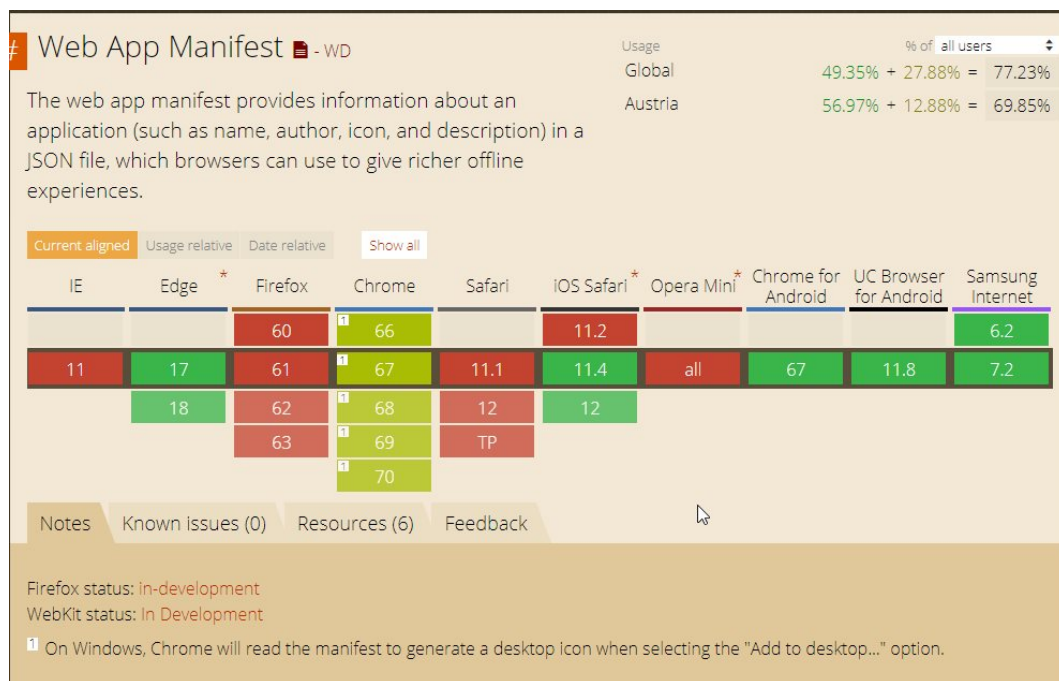 # Web App Manifest - WD
Usage % of all users
Global 49.35% + 27.88% = 77.23%
Austria 56.97% + 12.88% = 69.85%
The web app manifest provides information about an
application (such as name, author, icon, and description) in a
JSON file, which browsers can use to give richer offline
experiences.
Current aligned Usage relative Date relative Show all
IE Edge * Firefox Chrome Safari iOS Safari * Opera Mini * Chrome for Android UC Browser for Android Samsung Internet
60 1 66 11.2 6.2
11 17 61 1 67 11.1 11.4 all 67 11.8 7.2
18 62 1 68 12 12
63 1 69 TP
1 70
Notes Known issues (0) Resources (6) Feedback
Firefox status: in-development
WebKit status: In Development
1 On Windows, Chrome will read the manifest to generate a desktop icon when selecting the "Add to desktop..." option.